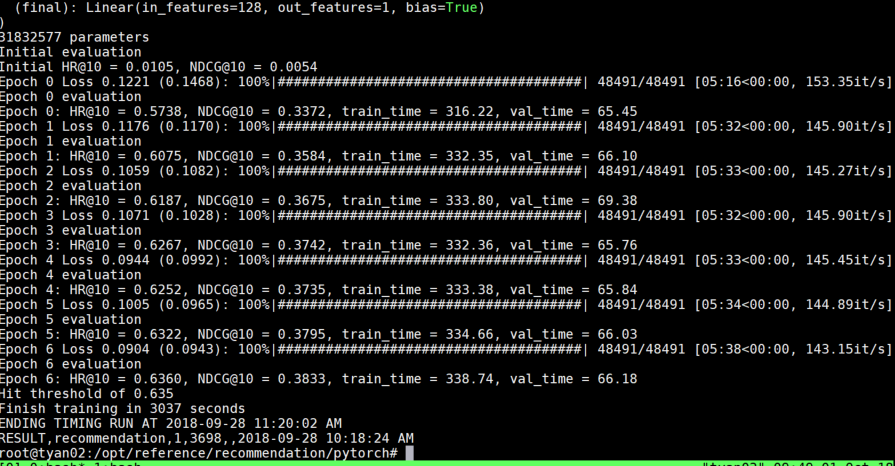 (final): Linear(in_features=128, out_features=1, bias=True)
)
31832577 parameters
Initial evaluation
Initial HR@10 = 0.0105, NDCG@10 = 0.0054
Epoch 0 Loss 0.1221 (0.1468): 100%|######################################| 48491/48491 [05:16<00:00, 153.35it/s]
Epoch 0 evaluation
Epoch 0: HR@10 = 0.5738, NDCG@10 = 0.3372, train_time = 316.22, val_time = 65.45
Epoch 1 Loss 0.1176 (0.1170): 100%|######################################| 48491/48491 [05:32<00:00, 145.90it/s]
Epoch 1 evaluation
Epoch 1: HR@10 = 0.6075, NDCG@10 = 0.3584, train_time = 332.35, val_time = 66.10
Epoch 2 Loss 0.1059 (0.1082): 100%|######################################| 48491/48491 [05:33<00:00, 145.27it/s]
Epoch 2 evaluation
Epoch 2: HR@10 = 0.6187, NDCG@10 = 0.3675, train_time = 333.80, val_time = 69.38
Epoch 3 Loss 0.1071 (0.1028): 100%|######################################| 48491/48491 [05:32<00:00, 145.90it/s]
Epoch 3 evaluation
Epoch 3: HR@10 = 0.6267, NDCG@10 = 0.3742, train_time = 332.36, val_time = 65.76
Epoch 4 Loss 0.0944 (0.0992): 100%|######################################| 48491/48491 [05:33<00:00, 145.45it/s]
Epoch 4 evaluation
Epoch 4: HR@10 = 0.6252, NDCG@10 = 0.3735, train_time = 333.38, val_time = 65.84
Epoch 5 Loss 0.1005 (0.0965): 100%|######################################| 48491/48491 [05:34<00:00, 144.89it/s]
Epoch 5 evaluation
Epoch 5: HR@10 = 0.6322, NDCG@10 = 0.3795, train_time = 334.66, val_time = 66.03
Epoch 6 Loss 0.0904 (0.0943): 100%|######################################| 48491/48491 [05:38<00:00, 143.15it/s]
Epoch 6 evaluation
Epoch 6: HR@10 = 0.6360, NDCG@10 = 0.3833, train_time = 338.74, val_time = 66.18
Hit threshold of 0.635
Finish training in 3037 seconds
ENDING TIMING RUN AT 2018-09-28 11:20:02 AM
RESULT,recommendation,1,3698,,2018-09-28 10:18:24 AM
root@tyan02:/opt/reference/recommendation/pytorch#